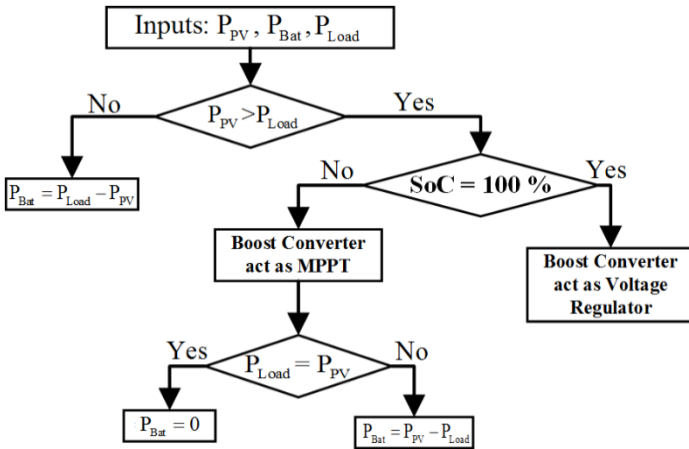 Inputs: P_PV , P_Bat , P_Load
No
Yes
P_PV >P_Load
P_Bat = P_Load − P_PV
No
SoC = 100 %
Yes
Boost Converter
act as MPPT
Boost Converter
act as Voltage
Regulator
Yes
P_Load = P_PV
No
P_Bat = 0
P_Bat = P_PV − P_Load